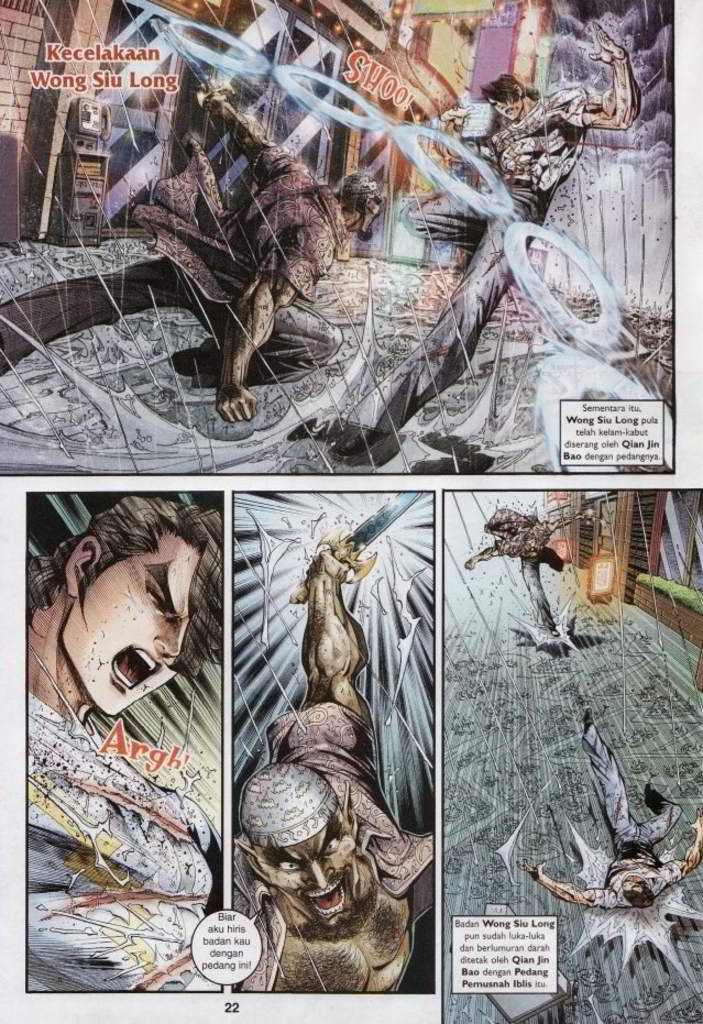 Kecelakaan
Wong Siu Long
SHOO!
Sementara itu,
Wong Siu Long pula
telah kelam-kabut
diserang oleh Qian Jin
Bao dengan pedangnya.
Argh!
Biar
aku hiris
badan kau
dengan
pedang ini!
Badan Wong Siu Long
pun sudah luka-luka
dan berlumuran darah
ditetak oleh Qian Jin
Bao dengan Pedang
Pemusnah Iblis itu.
22